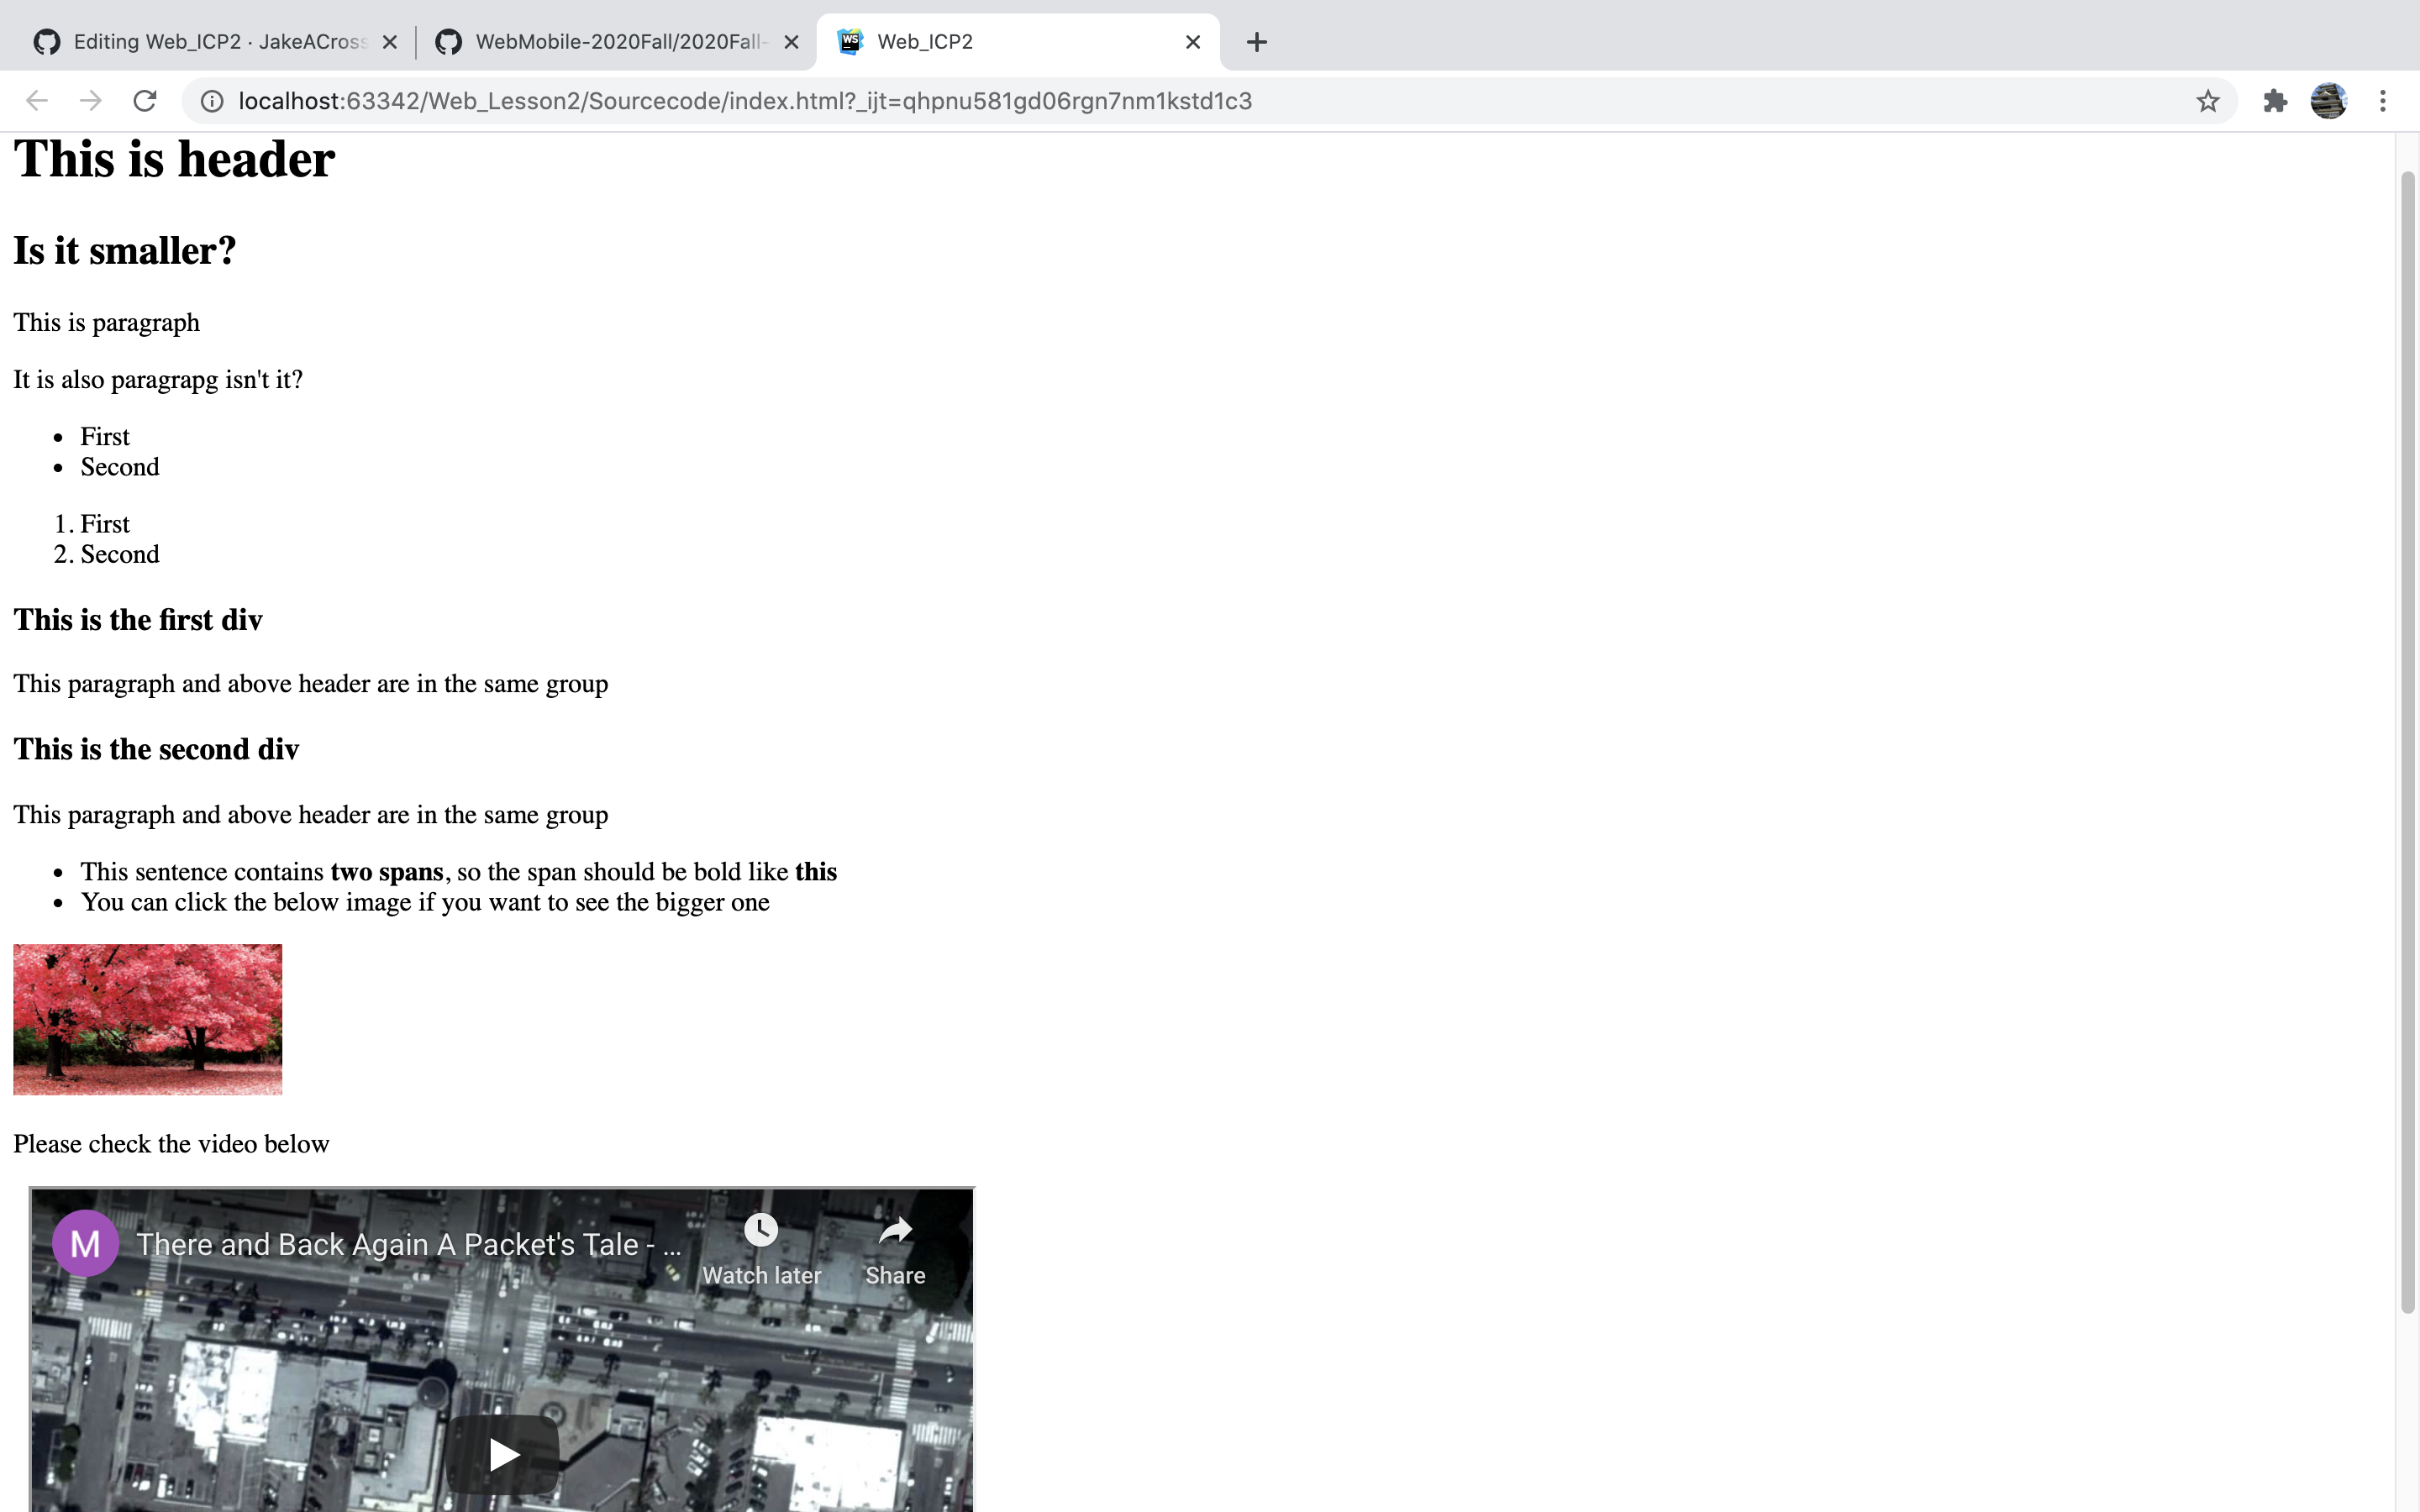 Editing Web_ICP2 · JakeACross
WebMobile-2020Fall/2020Fall-
WS
Web_ICP2
localhost:63342/Web_Lesson2/Sourcecode/index.html?_ijt=qhpnu581gd06rgn7nm1kstd1c3
This is header
Is it smaller?
This is paragraph
It is also paragrapg isn't it?
• First
• Second
1. First
2. Second
This is the first div
This paragraph and above header are in the same group
This is the second div
This paragraph and above header are in the same group
• This sentence contains two spans, so the span should be bold like this
• You can click the below image if you want to see the bigger one
Please check the video below
M
There and Back Again A Packet's Tale - ...
Watch later
Share